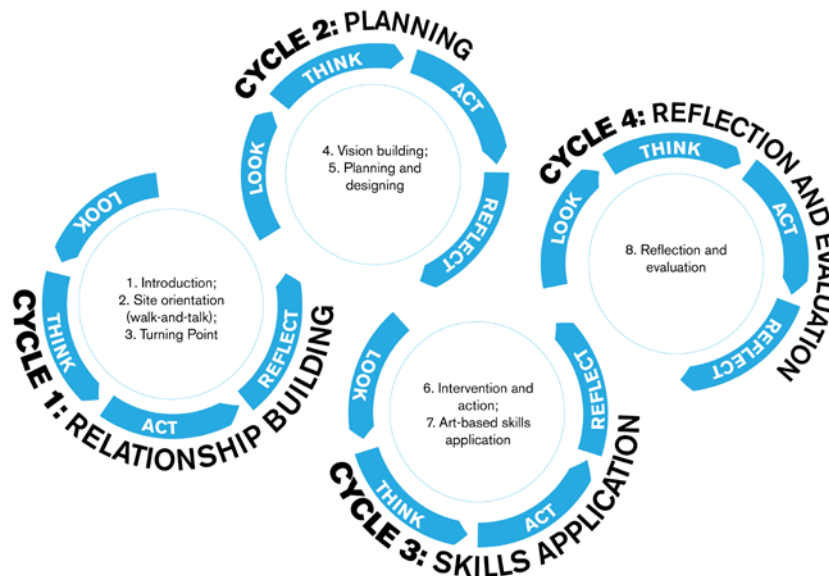 CYCLE 1: RELATIONSHIP BUILDING
LOOK
THINK
ACT
REFLECT
1. Introduction;
2. Site orientation
(walk-and-talk);
3. Turning Point
CYCLE 2: PLANNING
LOOK
THINK
ACT
REFLECT
4. Vision building;
5. Planning and
designing
CYCLE 3: SKILLS APPLICATION
LOOK
THINK
ACT
REFLECT
6. Intervention and
action;
7. Art-based skills
application
CYCLE 4: REFLECTION AND EVALUATION
LOOK
THINK
ACT
REFLECT
8. Reflection and
evaluation